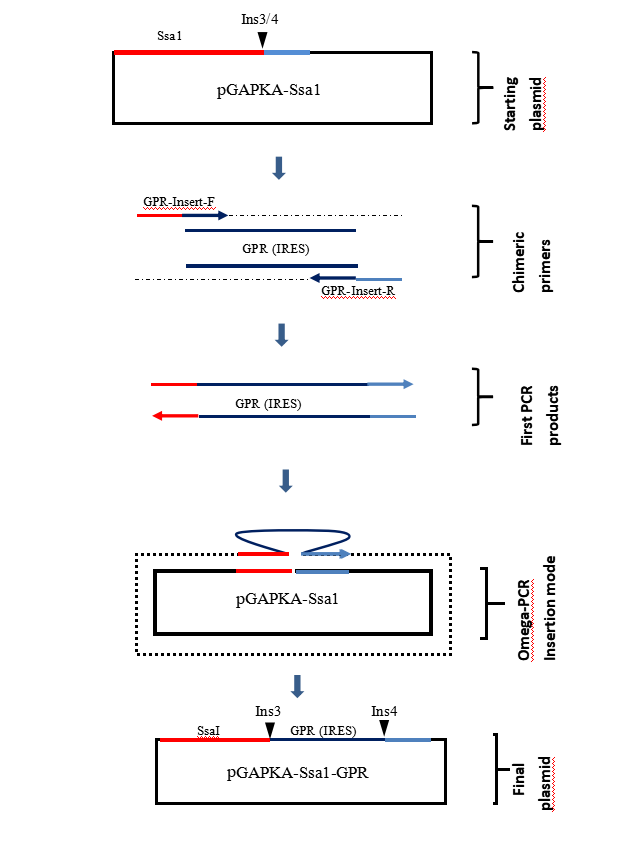 Ins3/4
Ssa1
pGAPKA-Ssa1
Starting
plasmid
GPR-Insert-F
GPR (IRES)
GPR-Insert-R
Chimeric
primers
GPR (IRES)
First PCR
products
pGAPKA-Ssa1
Omega-PCR
Insertion mode
Ins3
Ins4
SsaI
GPR (IRES)
pGAPKA-Ssa1-GPR
Final
plasmid